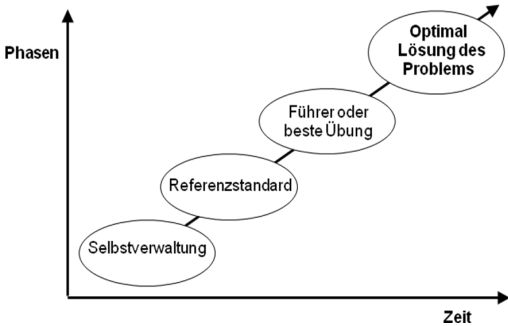 Optimal
Lösung des
Problems
Phasen
Führer oder
beste Übung
Referenzstandard
Selbstverwaltung
Zeit